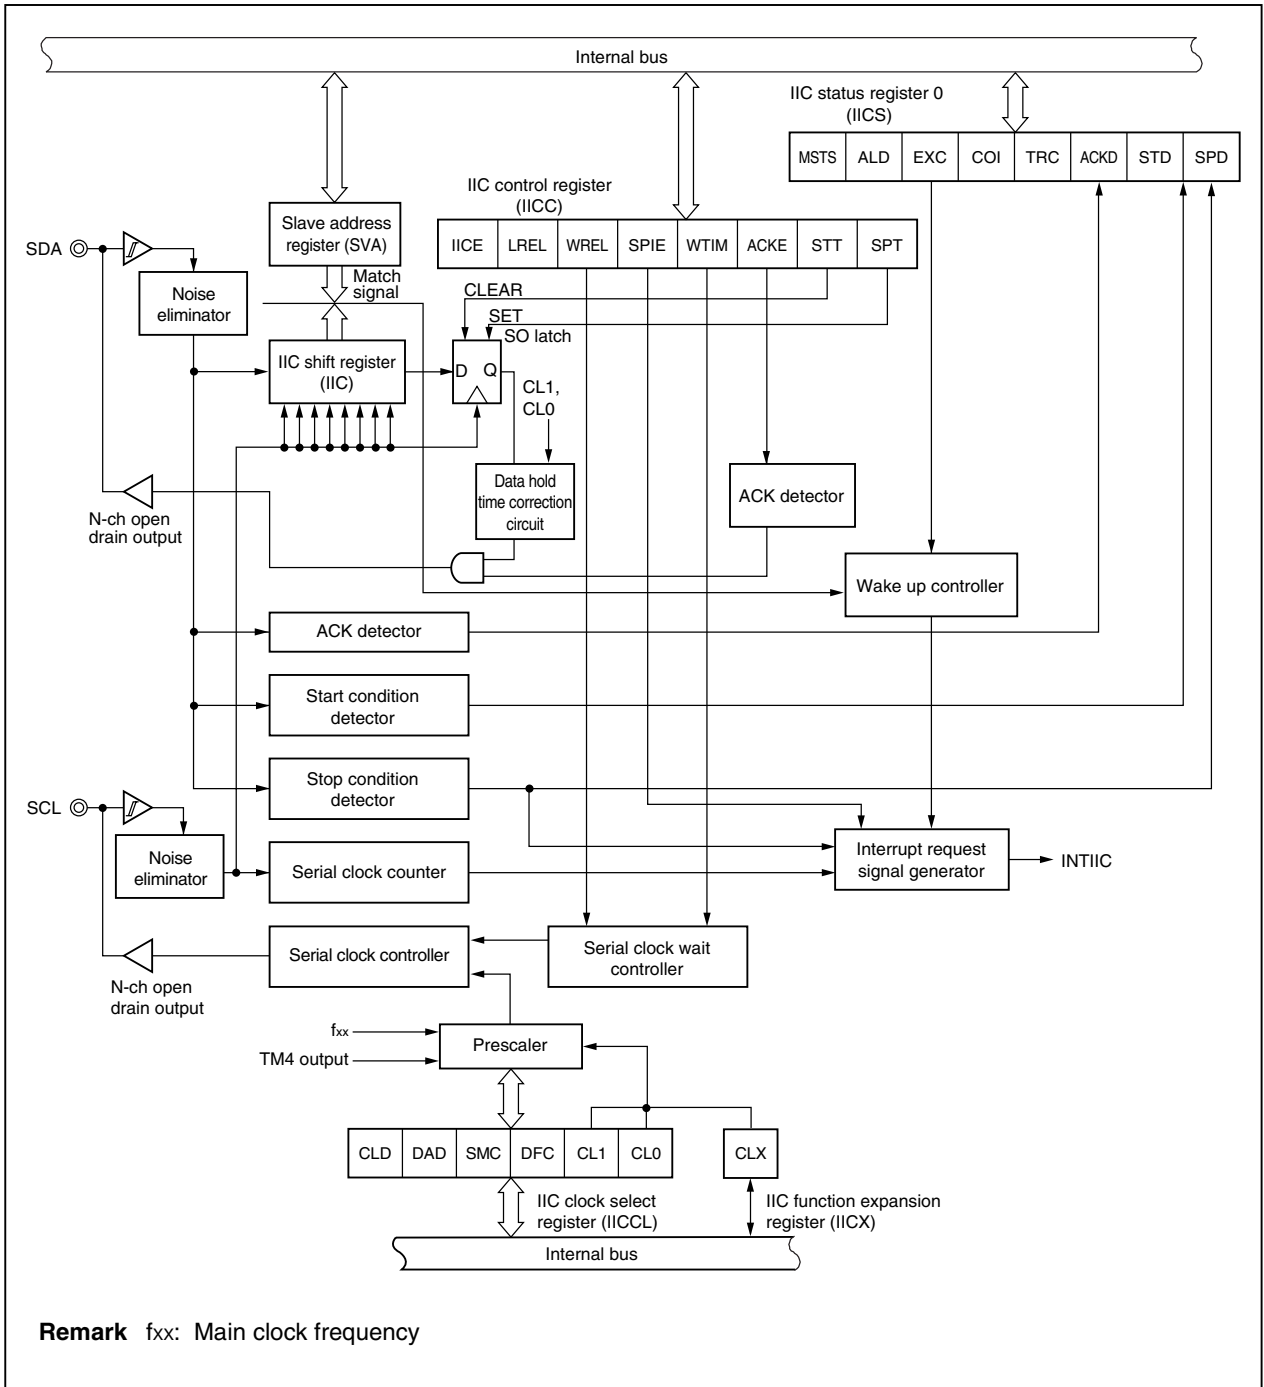 Internal bus
IIC status register 0
(IICS)
MSTS ALD EXC COI TRC ACKD STD SPD
IIC control register
(IICC)
IICE LREL WREL SPIE WTIM ACKE STT SPT
Slave address
register (SVA)
SDA
Noise
eliminator
Match
signal
CLEAR
SET
SO latch
IIC shift register
(IIC)
D Q
CL1,
CL0
Data hold
time correction
circuit
ACK detector
N-ch open
drain output
Wake up controller
ACK detector
Start condition
detector
Stop condition
detector
SCL
Noise
eliminator
Serial clock counter
Interrupt request
signal generator
INTIIC
Serial clock controller
Serial clock wait
controller
N-ch open
drain output
fxx
TM4 output
Prescaler
CLD DAD SMC DFC CL1 CL0
CLX
IIC clock select
register (IICCL)
IIC function expansion
register (IICX)
Internal bus
Remark fxx: Main clock frequency